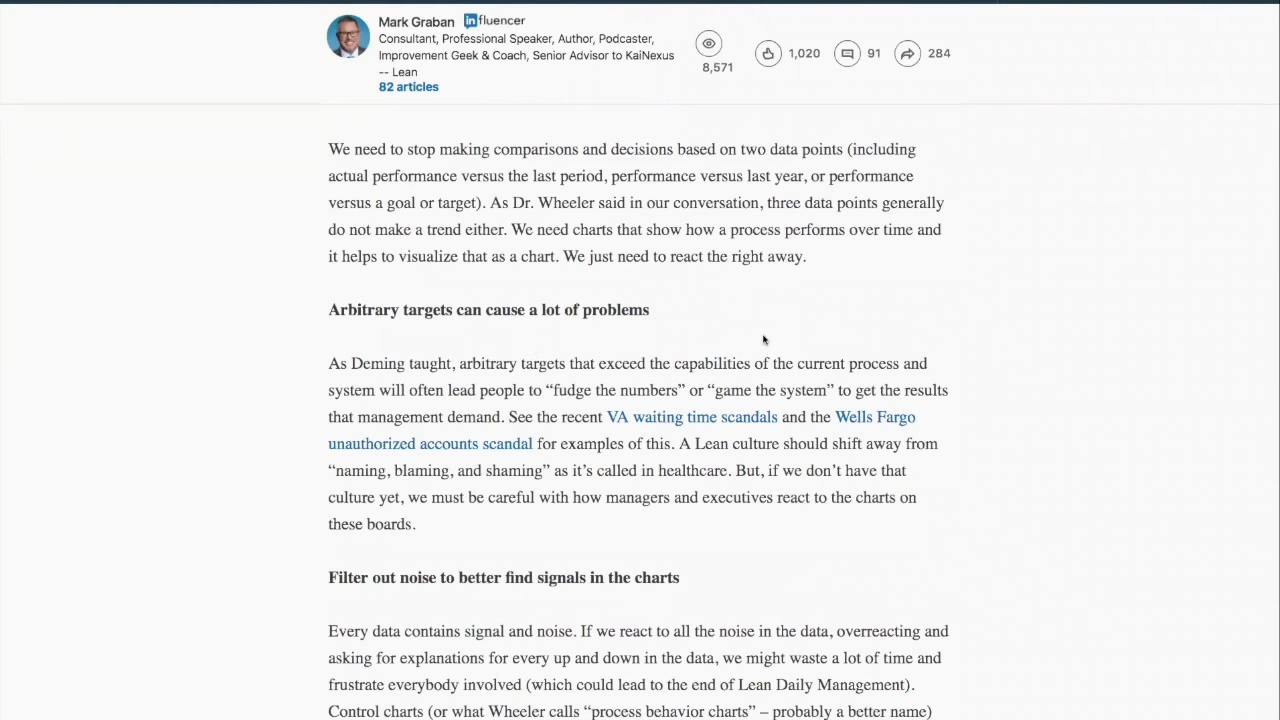 Mark Graban influencer
Consultant, Professional Speaker, Author, Podcaster,
Improvement Geek & Coach, Senior Advisor to KaiNexus
-- Lean
82 articles
8,571
1,020
91
284
We need to stop making comparisons and decisions based on two data points (including
actual performance versus the last period, performance versus last year, or performance
versus a goal or target). As Dr. Wheeler said in our conversation, three data points generally
do not make a trend either. We need charts that show how a process performs over time and
it helps to visualize that as a chart. We just need to react the right away.
Arbitrary targets can cause a lot of problems
As Deming taught, arbitrary targets that exceed the capabilities of the current process and
system will often lead people to “fudge the numbers” or “game the system” to get the results
that management demand. See the recent VA waiting time scandals and the Wells Fargo
unauthorized accounts scandal for examples of this. A Lean culture should shift away from
“naming, blaming, and shaming” as it’s called in healthcare. But, if we don’t have that
culture yet, we must be careful with how managers and executives react to the charts on
these boards.
Filter out noise to better find signals in the charts
Every data contains signal and noise. If we react to all the noise in the data, overreacting and
asking for explanations for every up and down in the data, we might waste a lot of time and
frustrate everybody involved (which could lead to the end of Lean Daily Management).
Control charts (or what Wheeler calls “process behavior charts” – probably a better name)